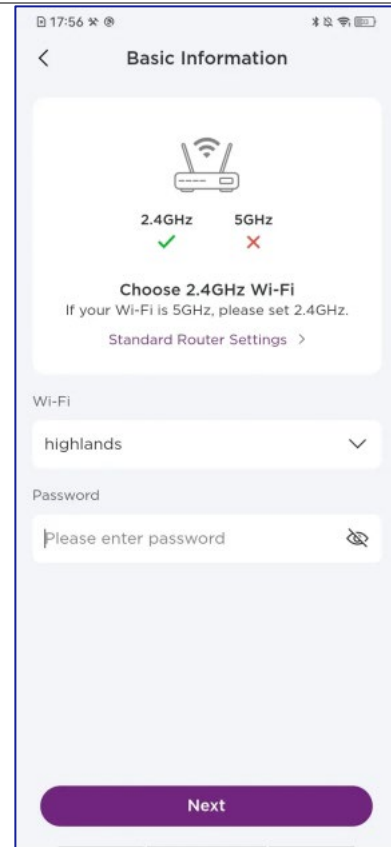 17:56
Basic Information
2.4GHz 5GHz
Choose 2.4GHz Wi-Fi
If your Wi-Fi is 5GHz, please set 2.4GHz.
Standard Router Settings >
Wi-Fi
highlands
Password
Please enter password
Next